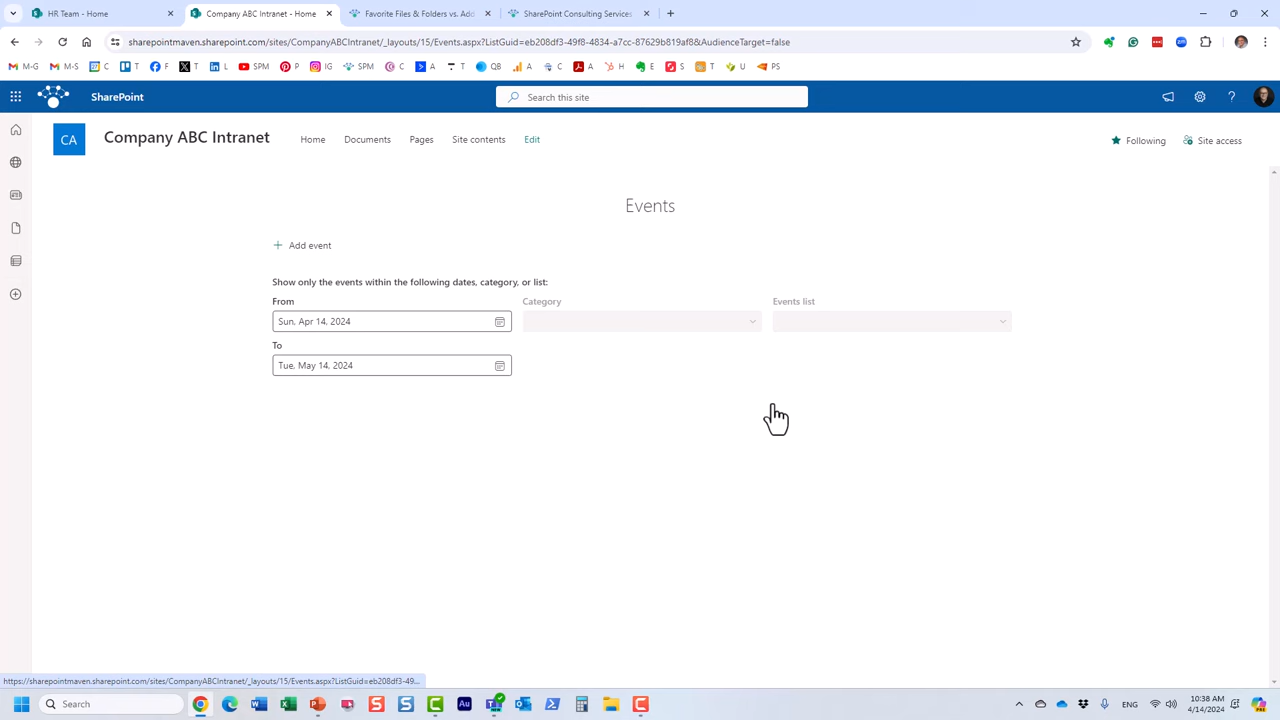 HR Team - Home
Company ABC Intranet - Home
Favorite Files & Folders vs. Add
SharePoint Consulting Services
sharepointmaven.sharepoint.com/sites/CompanyABCIntranet/_layouts/15/Events.aspx?ListGuid=eb208df3-49f8-4834-a7cc-87629b819af8&AudienceTarget=false
M-G M-S C T F T L SPM P IG SPM C A T QB A C A H E S T U PS
SharePoint
Search this site
CA
Company ABC Intranet
Home Documents Pages Site contents Edit
Following
Site access
Events
Add event
Show only the events within the following dates, category, or list:
From Category Events list
Sun, Apr 14, 2024
To
Tue, May 14, 2024
https://sharepointmaven.sharepoint.com/sites/CompanyABCIntranet/_layouts/15/Events.aspx?ListGuid=eb208df3-49...
Search
ENG
10:38 AM
4/14/2024